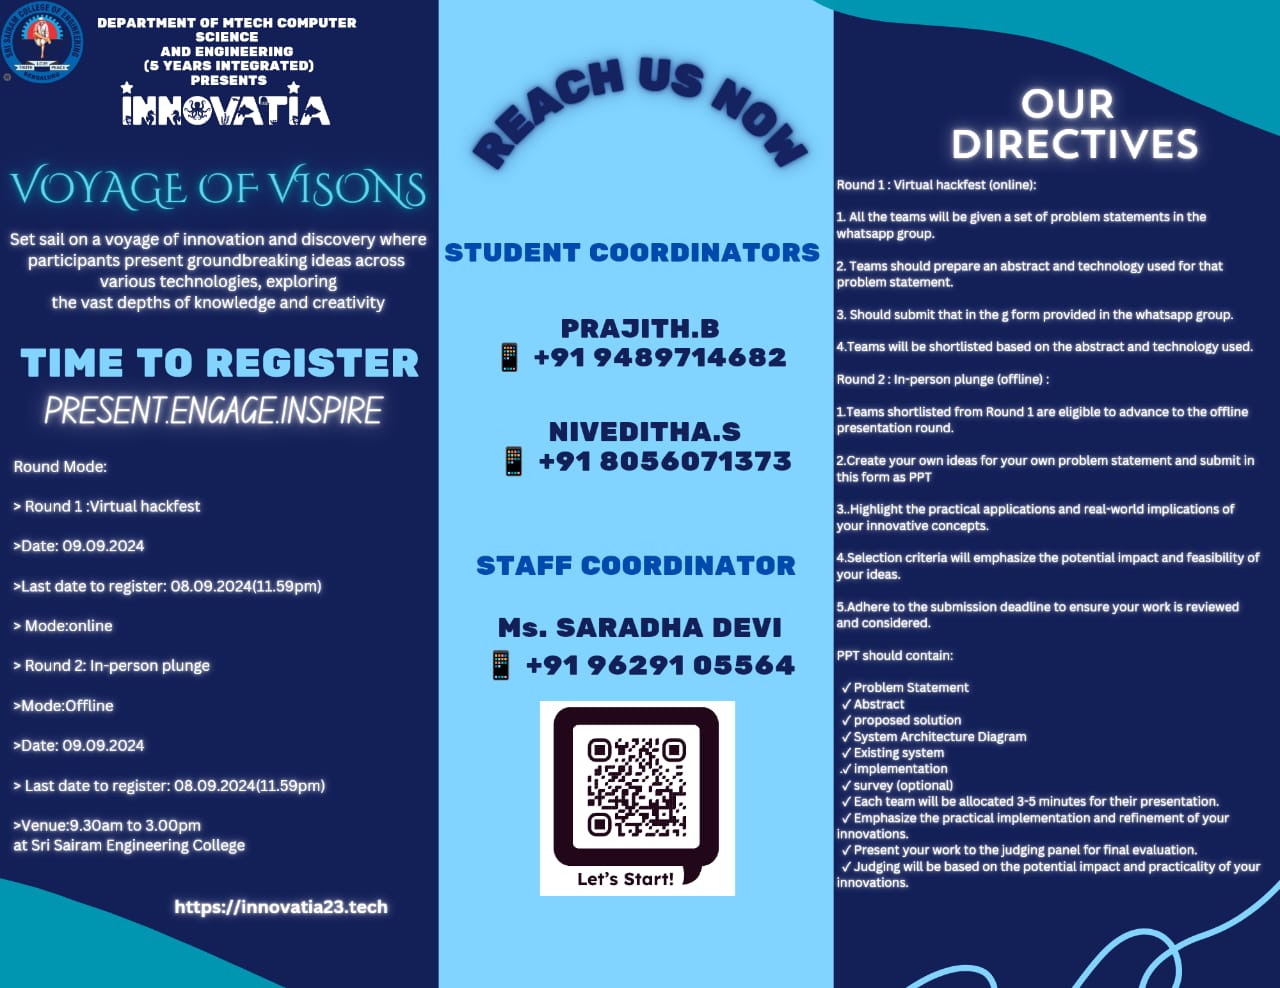 SRI SAIRAM COLLEGE OF ENGINEERING
BENGALURU
DEPARTMENT OF MTECH COMPUTER
SCIENCE
AND ENGINEERING
(5 YEARS INTEGRATED)
PRESENTS
INNOVATIA
VOYAGE OF VISONS
Set sail on a voyage of innovation and discovery where
participants present groundbreaking ideas across
various technologies, exploring
the vast depths of knowledge and creativity
TIME TO REGISTER
PRESENT.ENGAGE.INSPIRE
Round Mode:
> Round 1 :Virtual hackfest
>Date: 09.09.2024
>Last date to register: 08.09.2024(11.59pm)
> Mode:online
> Round 2: In-person plunge
>Mode:Offline
>Date: 09.09.2024
> Last date to register: 08.09.2024(11.59pm)
>Venue:9.30am to 3.00pm
at Sri Sairam Engineering College
https://innovatia23.tech
REACH US NOW
STUDENT COORDINATORS
PRAJITH.B
📱 +91 9489714682
NIVEDITHA.S
📱 +91 8056071373
STAFF COORDINATOR
Ms. SARADHA DEVI
📱 +91 96291 05564
Let's Start!
OUR
DIRECTIVES
Round 1 : Virtual hackfest (online):
1. All the teams will be given a set of problem statements in the
whatsapp group.
2. Teams should prepare an abstract and technology used for that
problem statement.
3. Should submit that in the g form provided in the whatsapp group.
4.Teams will be shortlisted based on the abstract and technology used.
Round 2 : In-person plunge (offline) :
1.Teams shortlisted from Round 1 are eligible to advance to the offline
presentation round.
2.Create your own ideas for your own problem statement and submit in
this form as PPT
3..Highlight the practical applications and real-world implications of
your innovative concepts.
4.Selection criteria will emphasize the potential impact and feasibility of
your ideas.
5.Adhere to the submission deadline to ensure your work is reviewed
and considered.
PPT should contain:
✓ Problem Statement
✓ Abstract
✓ proposed solution
✓ System Architecture Diagram
✓ Existing system
.✓ implementation
✓ survey (optional)
✓ Each team will be allocated 3-5 minutes for their presentation.
✓ Emphasize the practical implementation and refinement of your
innovations.
✓ Present your work to the judging panel for final evaluation.
✓ Judging will be based on the potential impact and practicality of your
innovations.